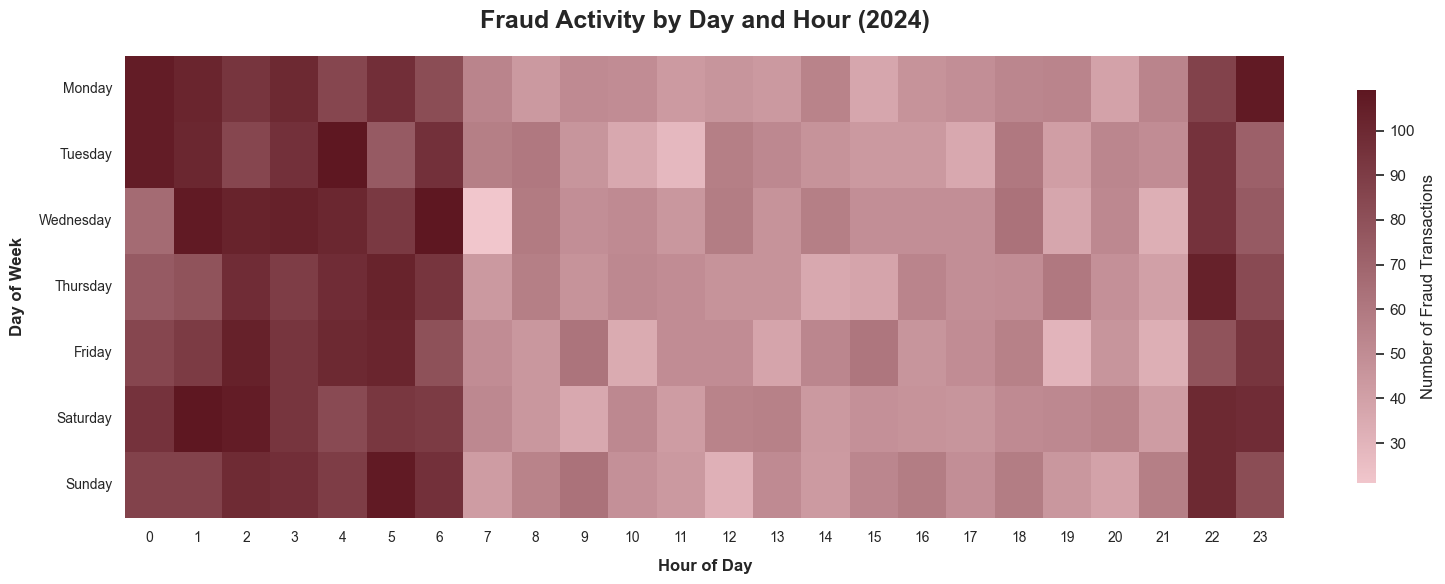 Fraud Activity by Day and Hour (2024)
Day of Week
Monday
Tuesday
Wednesday
Thursday
Friday
Saturday
Sunday
0 1 2 3 4 5 6 7 8 9 10 11 12 13 14 15 16 17 18 19 20 21 22 23
Hour of Day
100
90
80
70
60
50
40
30
Number of Fraud Transactions